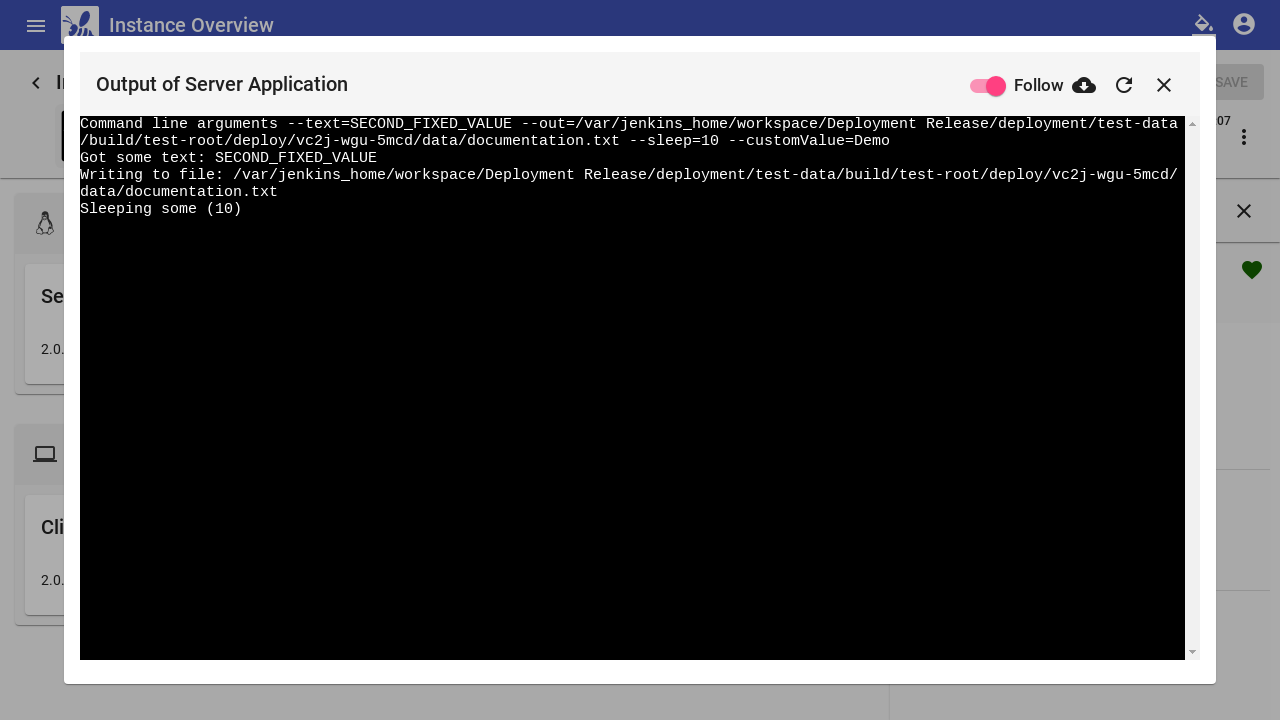 Instance Overview
SAVE
Output of Server Application
Follow
Command line arguments --text=SECOND_FIXED_VALUE --out=/var/jenkins_home/workspace/Deployment Release/deployment/test-data
/build/test-root/deploy/vc2j-wgu-5mcd/data/documentation.txt --sleep=10 --customValue=Demo
Got some text: SECOND_FIXED_VALUE
Writing to file: /var/jenkins_home/workspace/Deployment Release/deployment/test-data/build/test-root/deploy/vc2j-wgu-5mcd/
data/documentation.txt
Sleeping some (10)
07
Se
2.0.
Cli
2.0.